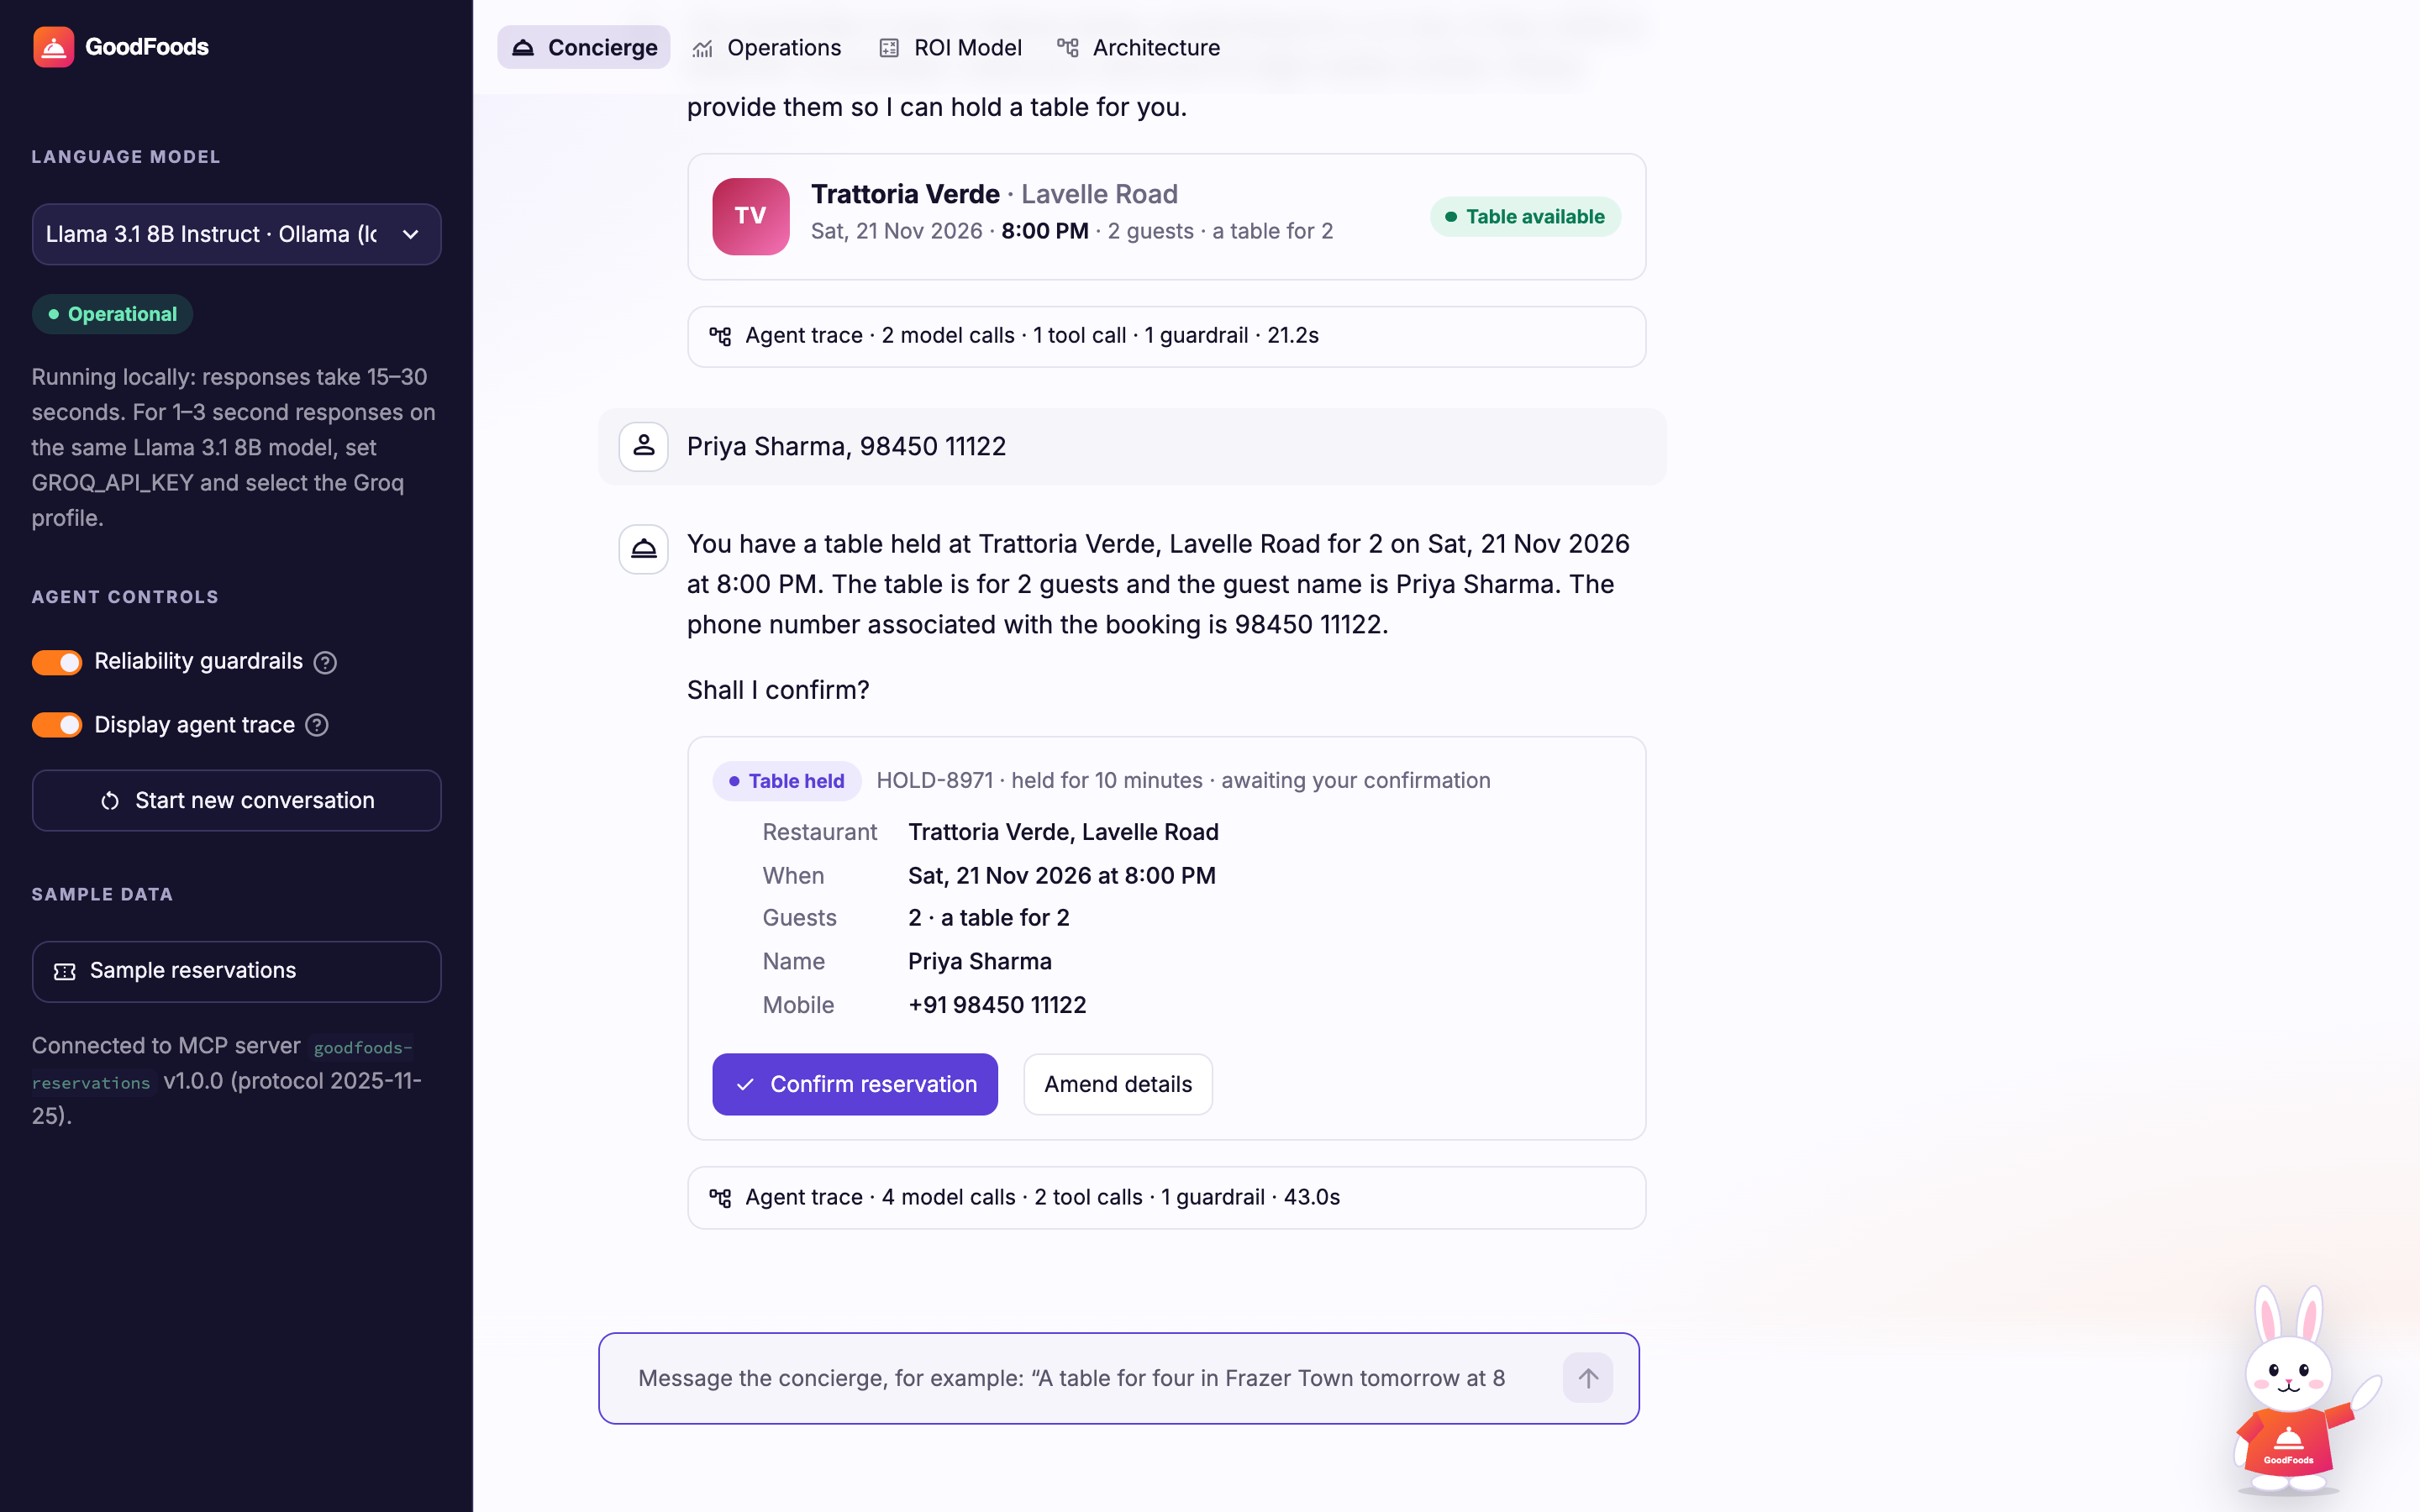 GoodFoods
LANGUAGE MODEL
Llama 3.1 8B Instruct · Ollama (lc
Operational
Running locally: responses take 15–30
seconds. For 1–3 second responses on
the same Llama 3.1 8B model, set
GROQ_API_KEY and select the Groq
profile.
AGENT CONTROLS
Reliability guardrails
Display agent trace
Start new conversation
SAMPLE DATA
Sample reservations
Connected to MCP server goodfoods-
reservations v1.0.0 (protocol 2025-11-
25).
Concierge Operations ROI Model Architecture
provide them so I can hold a table for you.
TV
Trattoria Verde · Lavelle Road
Sat, 21 Nov 2026 · 8:00 PM · 2 guests · a table for 2
Table available
Agent trace · 2 model calls · 1 tool call · 1 guardrail · 21.2s
Priya Sharma, 98450 11122
You have a table held at Trattoria Verde, Lavelle Road for 2 on Sat, 21 Nov 2026
at 8:00 PM. The table is for 2 guests and the guest name is Priya Sharma. The
phone number associated with the booking is 98450 11122.
Shall I confirm?
Table held HOLD-8971 · held for 10 minutes · awaiting your confirmation
Restaurant Trattoria Verde, Lavelle Road
When Sat, 21 Nov 2026 at 8:00 PM
Guests 2 · a table for 2
Name Priya Sharma
Mobile +91 98450 11122
Confirm reservation Amend details
Agent trace · 4 model calls · 2 tool calls · 1 guardrail · 43.0s
Message the concierge, for example: “A table for four in Frazer Town tomorrow at 8
GoodFoods